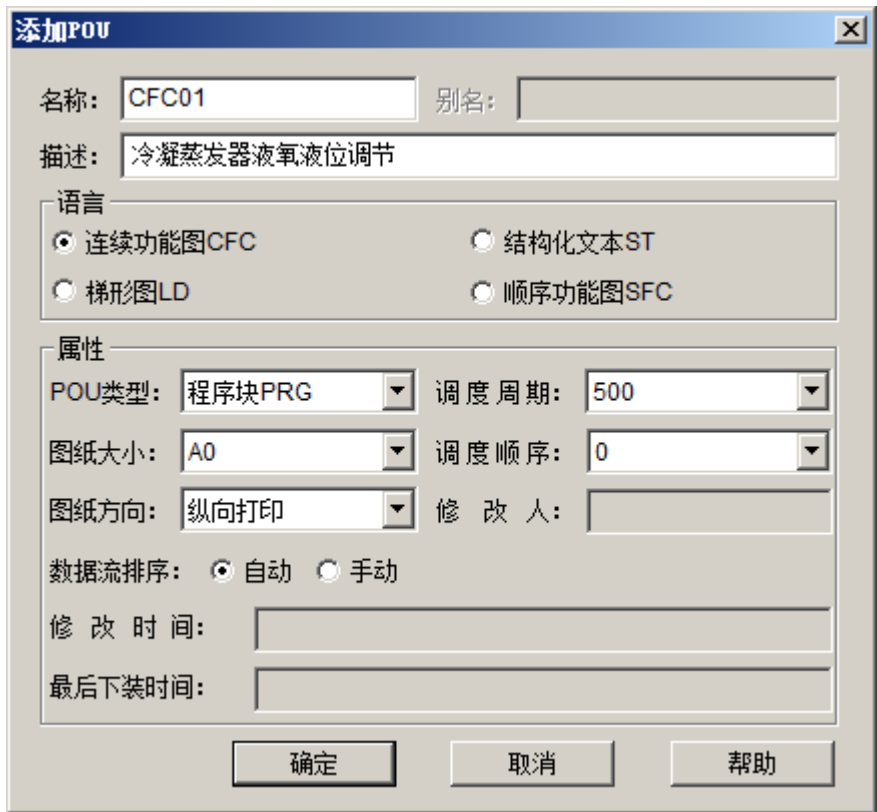 添加POU
名称： CFC01 别名：
描述： 冷凝蒸发器液氧液位调节
语言
连续功能图CFC 结构化文本ST
梯形图LD 顺序功能图SFC
属性
POU类型： 程序块PRG 调度周期： 500
图纸大小： A0 调度顺序： 0
图纸方向： 纵向打印 修改人：
数据流排序： 自动 手动
修改时间：
最后下装时间：
确定 取消 帮助